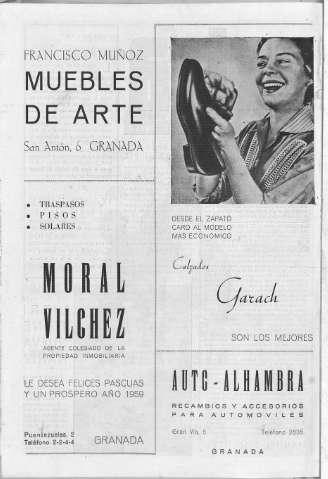 FRANCISCO MUÑOZ
MUEBLES
DE ARTE
San Antón, 6 GRANADA
• TRASPASOS
• PISOS
• SOLARES
MORAL
VILCHEZ
AGENTE COLEGIADO DE LA
PROPIEDAD INMOBILIARIA
LE DESEA FELICES PASCUAS
Y UN PROSPERO AÑO 1959
Puentezuelas, 2
Teléfono 2-2-4-4
GRANADA
DESDE EL ZAPATO
CARO AL MODELO
MAS ECONOMICO
Calzados
Garach
SON LOS MEJORES
AUTO-ALHAMBRA
RECAMBIOS Y ACCESORIOS
PARA AUTOMOVILES
Gran Vía, 6 Teléfono
GRANADA